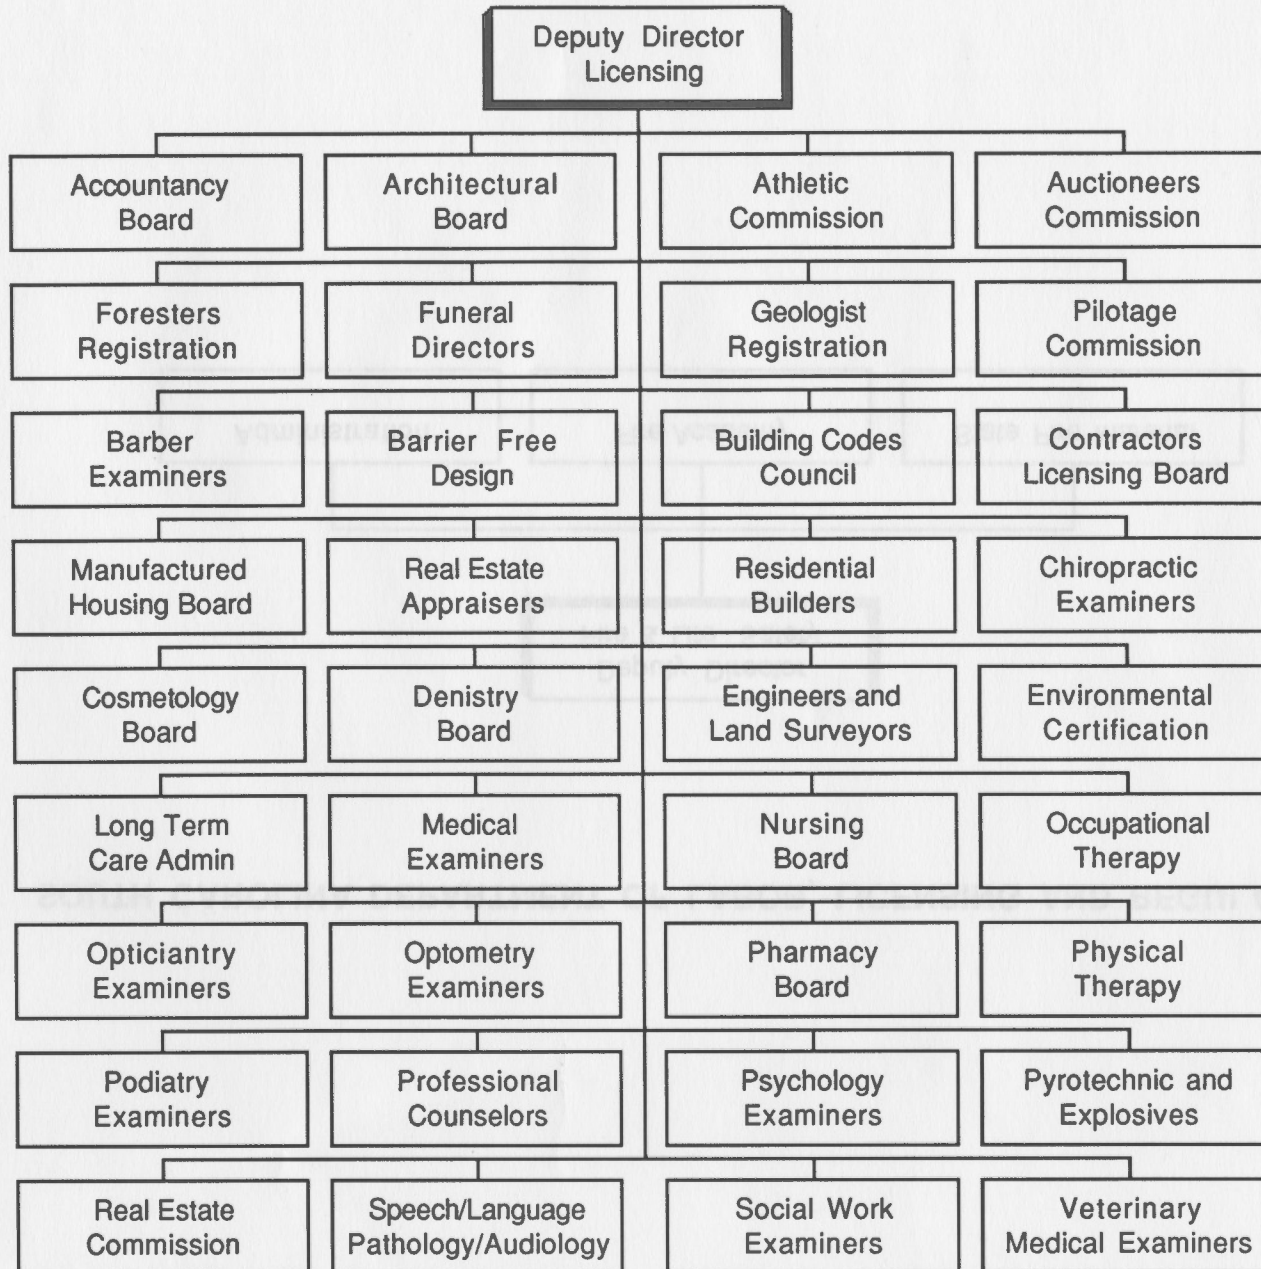 Deputy Director
Licensing
Accountancy
Board
Architectural
Board
Athletic
Commission
Auctioneers
Commission
Foresters
Registration
Funeral
Directors
Geologist
Registration
Pilotage
Commission
Barber
Examiners
Barrier Free
Design
Building Codes
Council
Contractors
Licensing Board
Manufactured
Housing Board
Real Estate
Appraisers
Residential
Builders
Chiropractic
Examiners
Cosmetology
Board
Denistry
Board
Engineers and
Land Surveyors
Environmental
Certification
Long Term
Care Admin
Medical
Examiners
Nursing
Board
Occupational
Therapy
Opticiantry
Examiners
Optometry
Examiners
Pharmacy
Board
Physical
Therapy
Podiatry
Examiners
Professional
Counselors
Psychology
Examiners
Pyrotechnic and
Explosives
Real Estate
Commission
Speech/Language
Pathology/Audiology
Social Work
Examiners
Veterinary
Medical Examiners